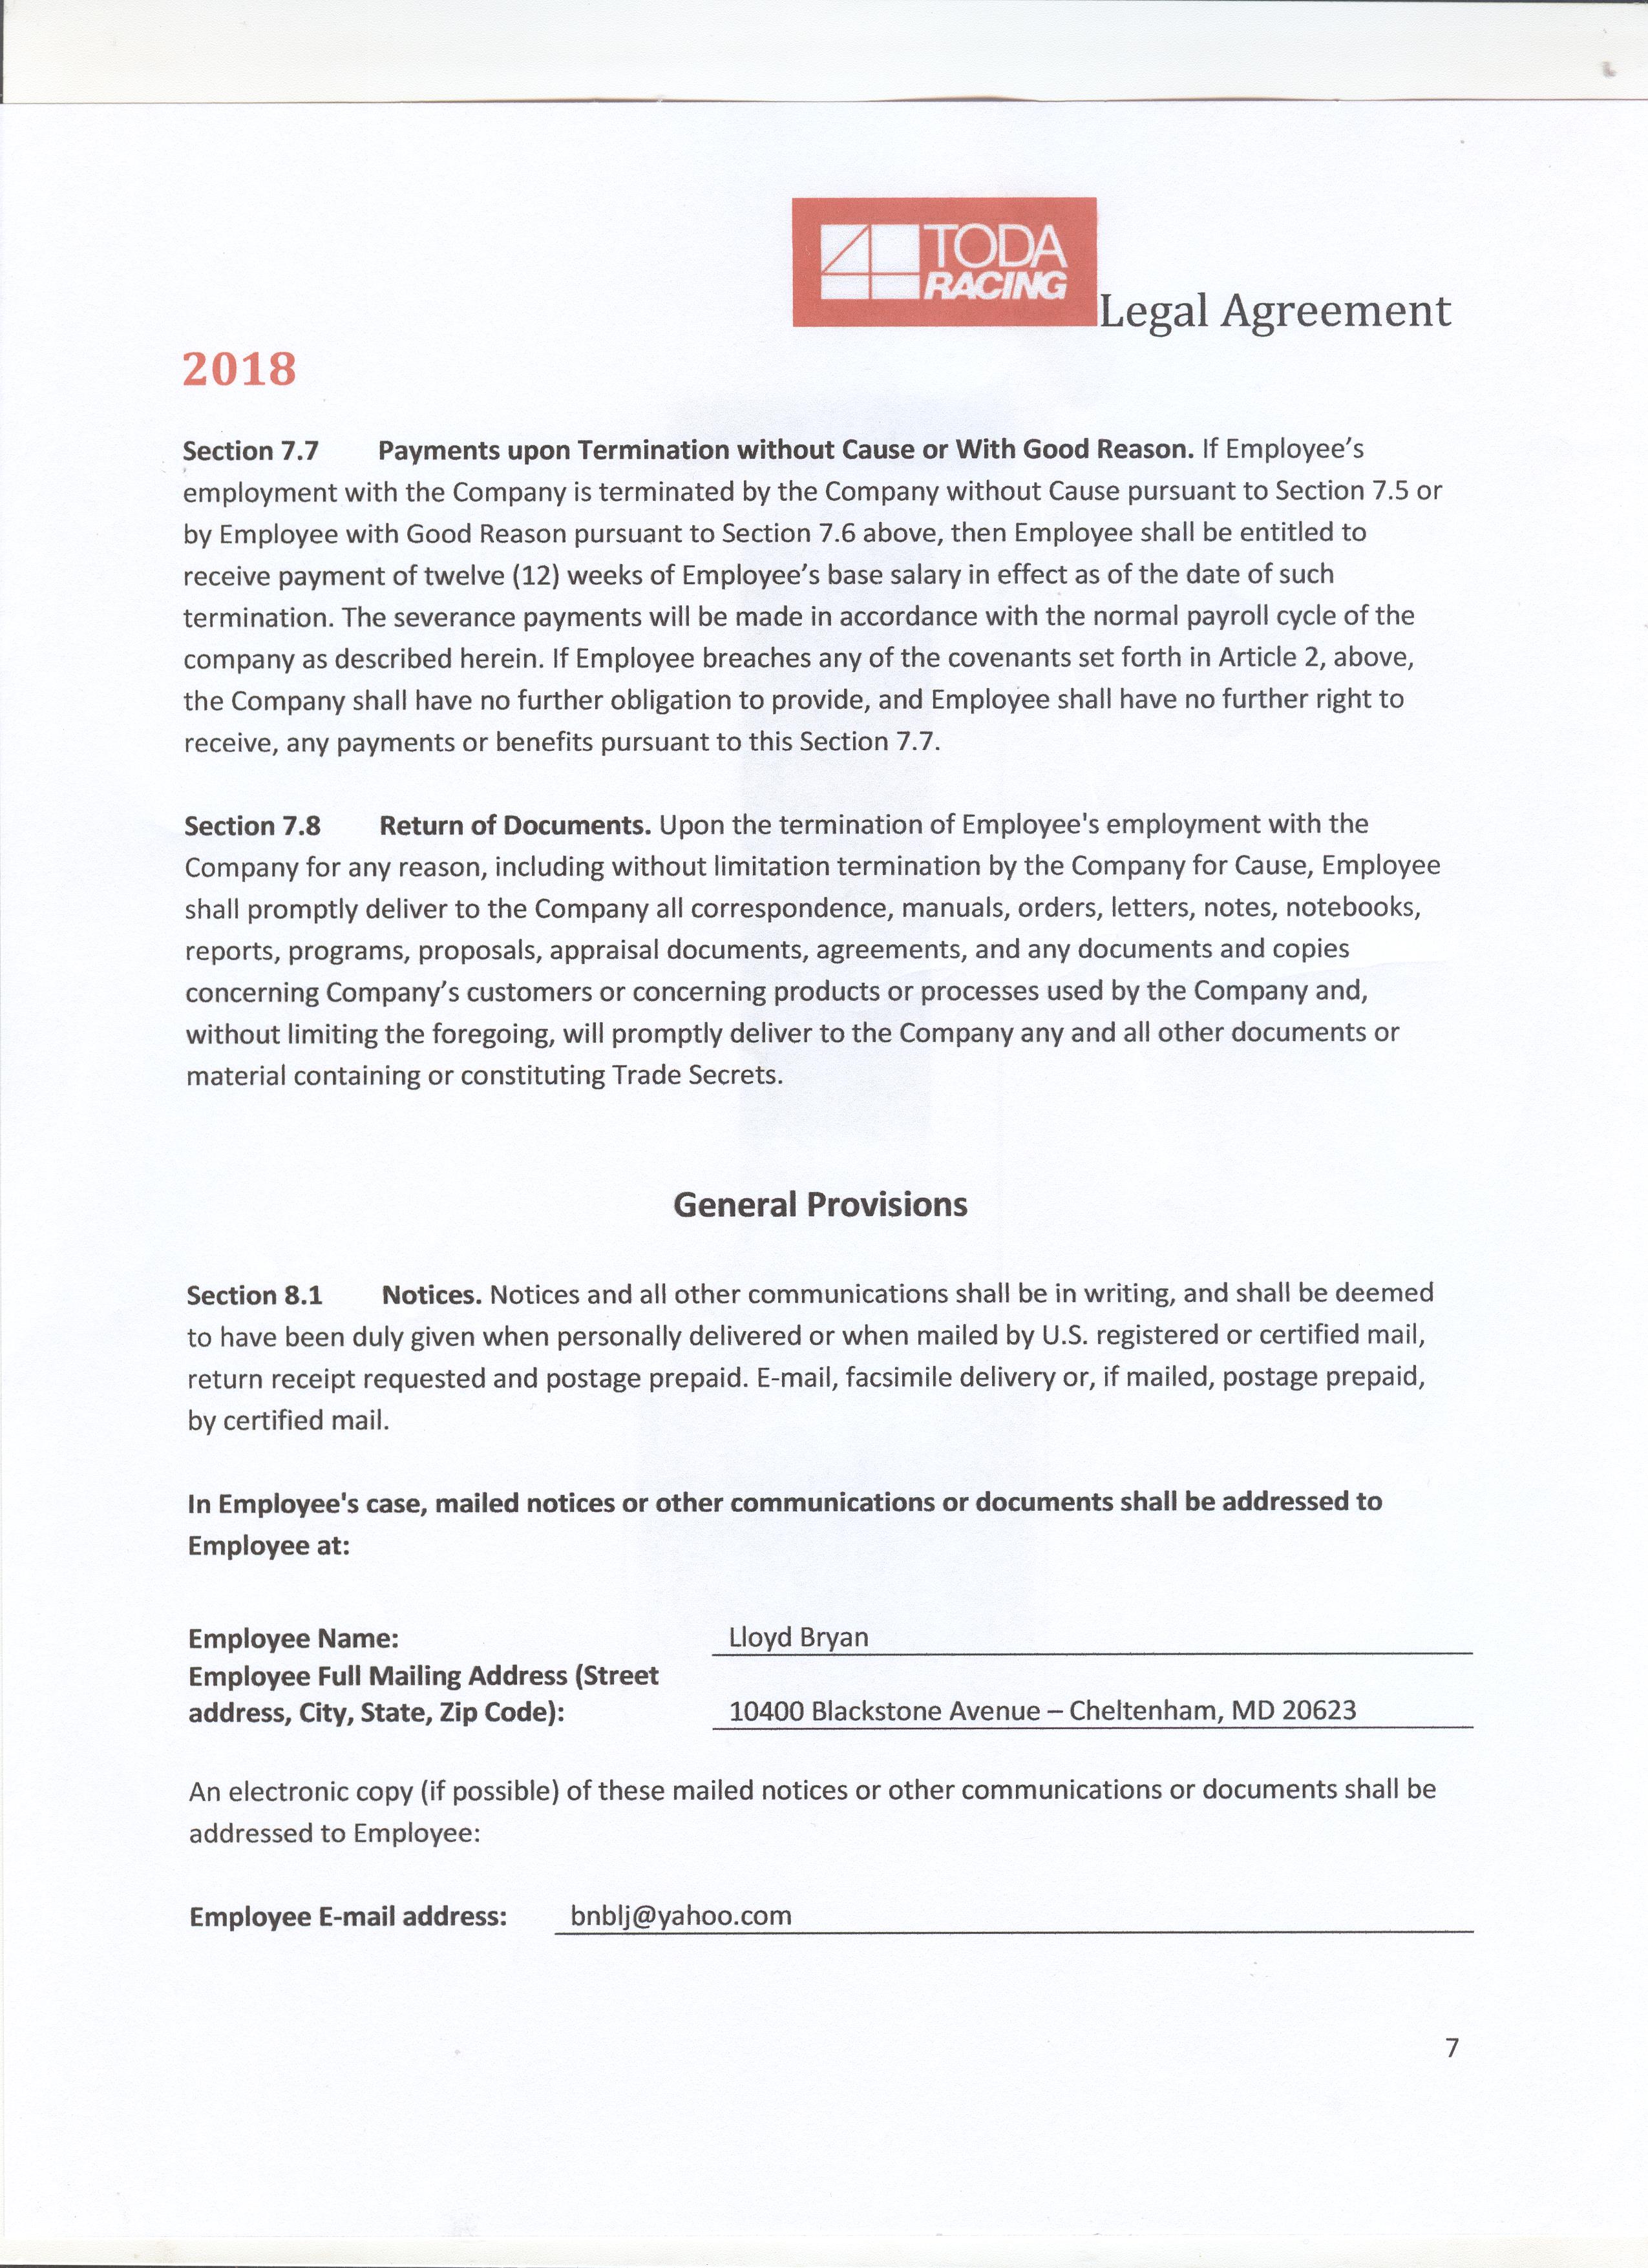 TODA
RACING
Legal Agreement
2018
Section 7.7 Payments upon Termination without Cause or With Good Reason. If Employee’s
employment with the Company is terminated by the Company without Cause pursuant to Section 7.5 or
by Employee with Good Reason pursuant to Section 7.6 above, then Employee shall be entitled to
receive payment of twelve (12) weeks of Employee’s base salary in effect as of the date of such
termination. The severance payments will be made in accordance with the normal payroll cycle of the
company as described herein. If Employee breaches any of the covenants set forth in Article 2, above,
the Company shall have no further obligation to provide, and Employee shall have no further right to
receive, any payments or benefits pursuant to this Section 7.7.
Section 7.8 Return of Documents. Upon the termination of Employee's employment with the
Company for any reason, including without limitation termination by the Company for Cause, Employee
shall promptly deliver to the Company all correspondence, manuals, orders, letters, notes, notebooks,
reports, programs, proposals, appraisal documents, agreements, and any documents and copies
concerning Company’s customers or concerning products or processes used by the Company and,
without limiting the foregoing, will promptly deliver to the Company any and all other documents or
material containing or constituting Trade Secrets.
General Provisions
Section 8.1 Notices. Notices and all other communications shall be in writing, and shall be deemed
to have been duly given when personally delivered or when mailed by U.S. registered or certified mail,
return receipt requested and postage prepaid. E-mail, facsimile delivery or, if mailed, postage prepaid,
by certified mail.
In Employee's case, mailed notices or other communications or documents shall be addressed to
Employee at:
Employee Name: Lloyd Bryan
Employee Full Mailing Address (Street
address, City, State, Zip Code): 10400 Blackstone Avenue – Cheltenham, MD 20623
An electronic copy (if possible) of these mailed notices or other communications or documents shall be
addressed to Employee:
Employee E-mail address: bnblj@yahoo.com
7